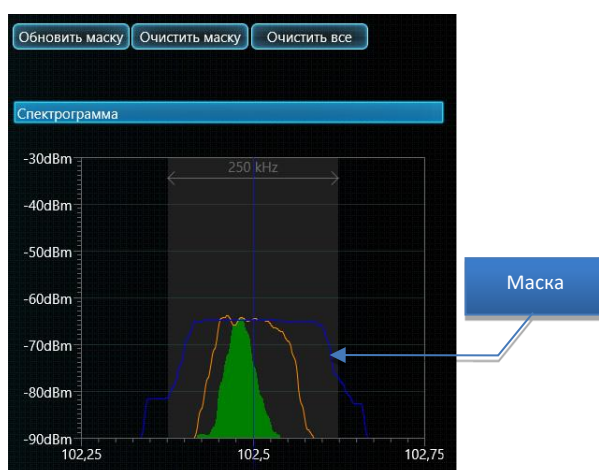 Обновить маску Очистить маску Очистить все
Спектрограмма
-30dBm
250 kHz
-40dBm
-50dBm
-60dBm
Маска
-70dBm
-80dBm
-90dBm
102,25 102,5 102,75